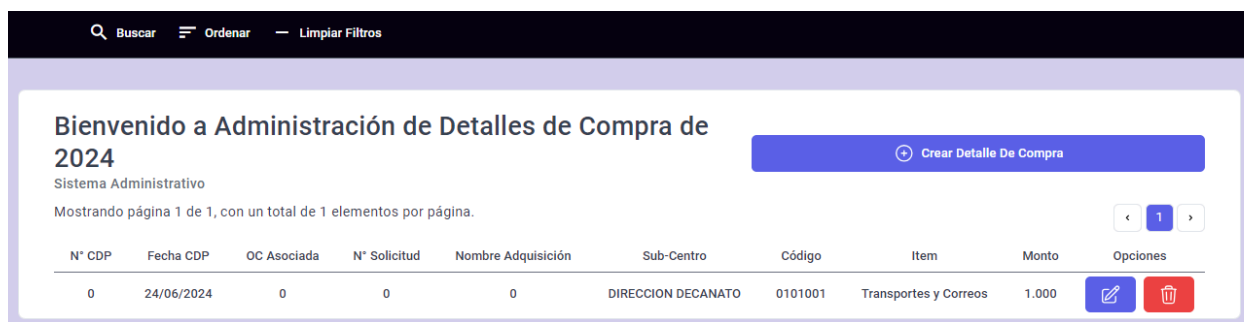 Buscar Ordenar Limpiar Filtros
Bienvenido a Administración de Detalles de Compra de
2024
Crear Detalle De Compra
Sistema Administrativo
Mostrando página 1 de 1, con un total de 1 elementos por página.
‹ 1 ›
N° CDP Fecha CDP OC Asociada N° Solicitud Nombre Adquisición Sub-Centro Código Item Monto Opciones
0 24/06/2024 0 0 0 DIRECCION DECANATO 0101001 Transportes y Correos 1.000